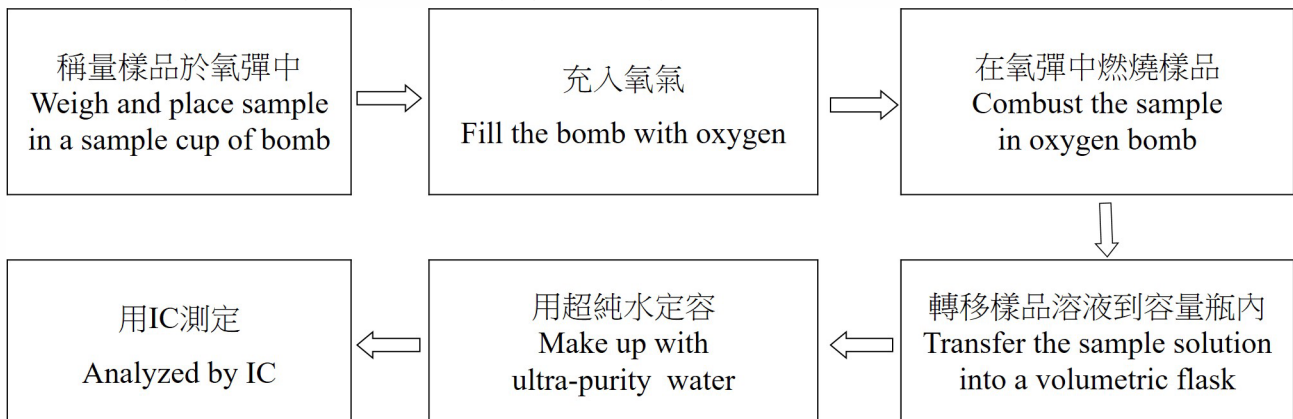 稱量樣品於氧彈中
Weigh and place sample
in a sample cup of bomb
充入氧氣
Fill the bomb with oxygen
在氧彈中燃燒樣品
Combust the sample
in oxygen bomb
轉移樣品溶液到容量瓶內
Transfer the sample solution
into a volumetric flask
用超純水定容
Make up with
ultra-purity water
用IC測定
Analyzed by IC